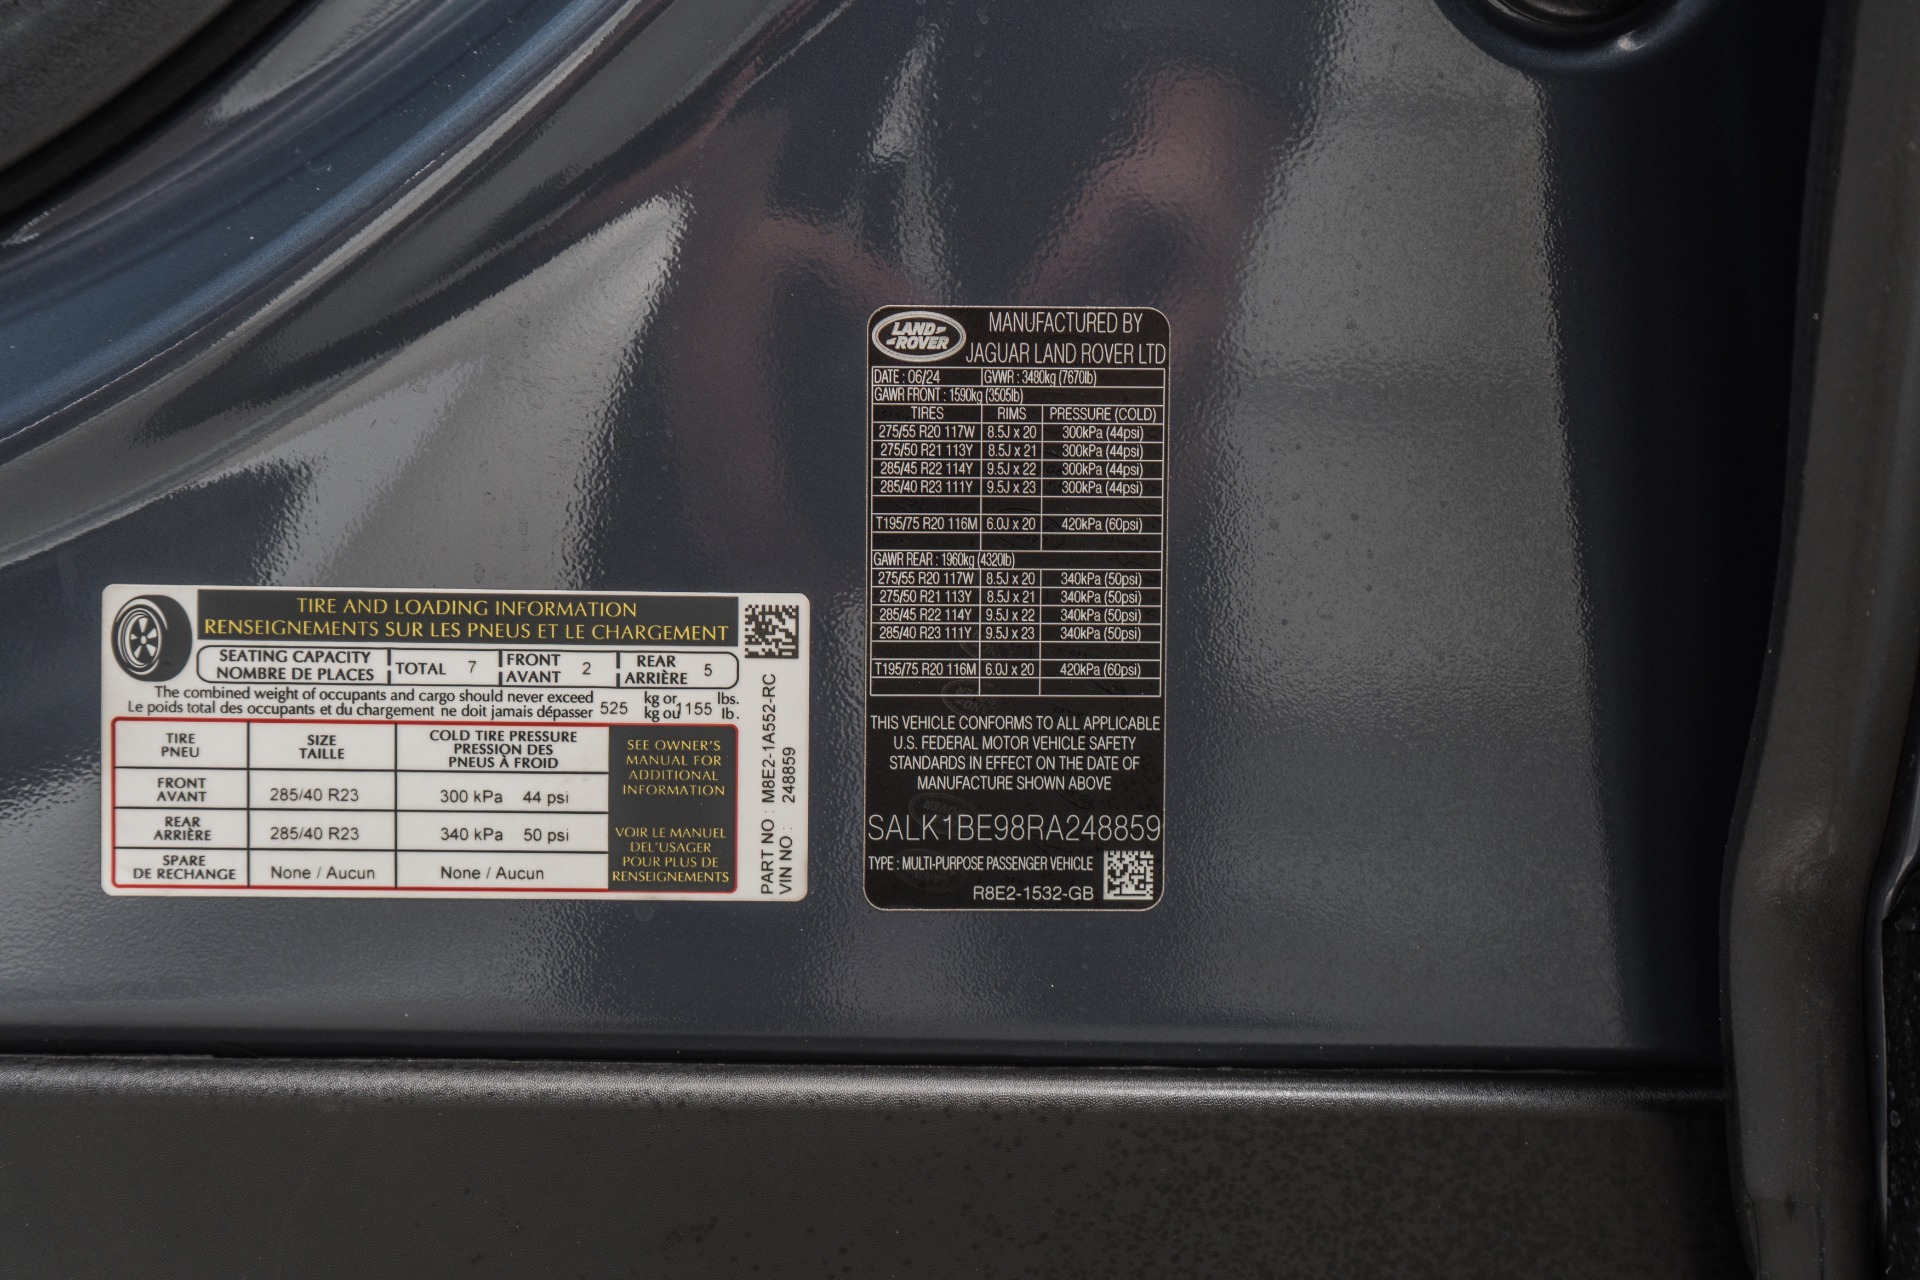 TIRE AND LOADING INFORMATION
RENSEIGNEMENTS SUR LES PNEUS ET LE CHARGEMENT
SEATING CAPACITY
NOMBRE DE PLACES
TOTAL 7
FRONT
AVANT 2
REAR
ARRIÈRE 5
The combined weight of occupants and cargo should never exceed 525 kg or 1155 lbs.
Le poids total des occupants et du chargement ne doit jamais dépasser kg ou lb.
TIRE
PNEU
SIZE
TAILLE
COLD TIRE PRESSURE
PRESSION DES
PNEUS À FROID
FRONT
AVANT
285/40 R23
300 kPa 44 psi
REAR
ARRIÈRE
285/40 R23
340 kPa 50 psi
SPARE
DE RECHANGE
None / Aucun
None / Aucun
SEE OWNER'S
MANUAL FOR
ADDITIONAL
INFORMATION
VOIR LE MANUEL
DEL'USAGER
POUR PLUS DE
RENSEIGNEMENTS
PART NO : M8E2-1A552-RC
VIN NO : 248859
LAND-
-ROVER
MANUFACTURED BY
JAGUAR LAND ROVER LTD
DATE : 06/24 GVWR : 3480kg (7670lb)
GAWR FRONT : 1590kg (3505lb)
TIRES RIMS PRESSURE (COLD)
275/55 R20 117W 8.5J x 20 300kPa (44psi)
275/50 R21 113Y 8.5J x 21 300kPa (44psi)
285/45 R22 114Y 9.5J x 22 300kPa (44psi)
285/40 R23 111Y 9.5J x 23 300kPa (44psi)
T195/75 R20 116M 6.0J x 20 420kPa (60psi)
GAWR REAR : 1960kg (4320lb)
275/55 R20 117W 8.5J x 20 340kPa (50psi)
275/50 R21 113Y 8.5J x 21 340kPa (50psi)
285/45 R22 114Y 9.5J x 22 340kPa (50psi)
285/40 R23 111Y 9.5J x 23 340kPa (50psi)
T195/75 R20 116M 6.0J x 20 420kPa (60psi)
THIS VEHICLE CONFORMS TO ALL APPLICABLE
U.S. FEDERAL MOTOR VEHICLE SAFETY
STANDARDS IN EFFECT ON THE DATE OF
MANUFACTURE SHOWN ABOVE
SALK1BE98RA248859
TYPE : MULTI-PURPOSE PASSENGER VEHICLE
R8E2-1532-GB